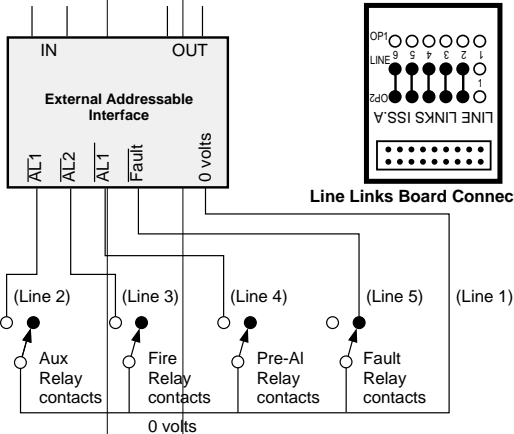 IN OUT
External Addressable
Interface
AL1 AL2 AL1 Fault 0 volts
OP1
LINE 6 5 4 3 2 1
1
OP2
LINE LINKS ISS.A
Line Links Board Connec
(Line 2) (Line 3) (Line 4) (Line 5) (Line 1)
Aux Relay contacts
Fire Relay contacts
Pre-Al Relay contacts
Fault Relay contacts
0 volts